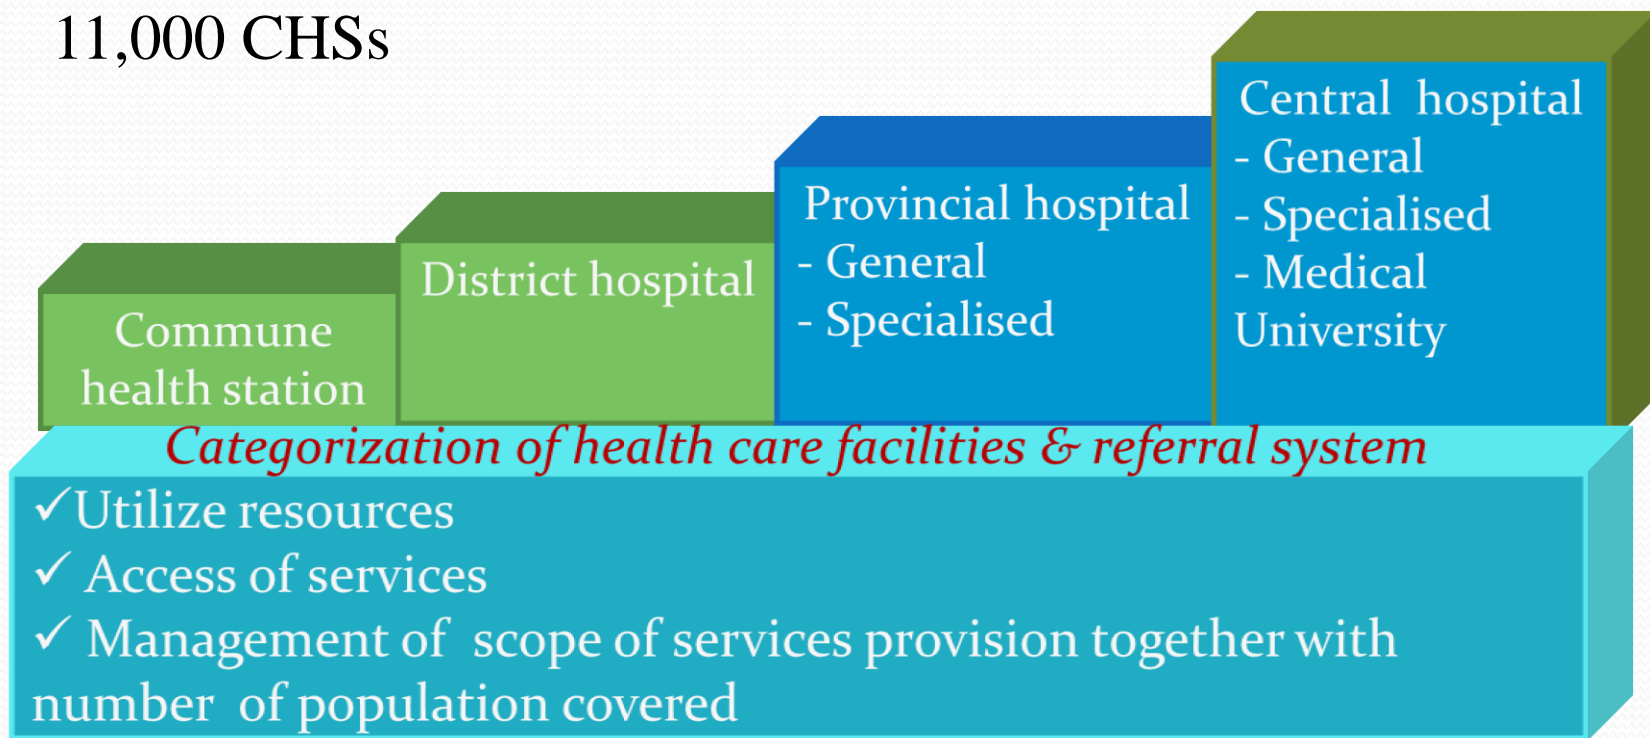 11,000 CHSs
Commune
health station
District hospital
Provincial hospital
- General
- Specialised
Central hospital
- General
- Specialised
- Medical
University
Categorization of health care facilities & referral system
✓Utilize resources
✓ Access of services
✓ Management of scope of services provision together with
number of population covered